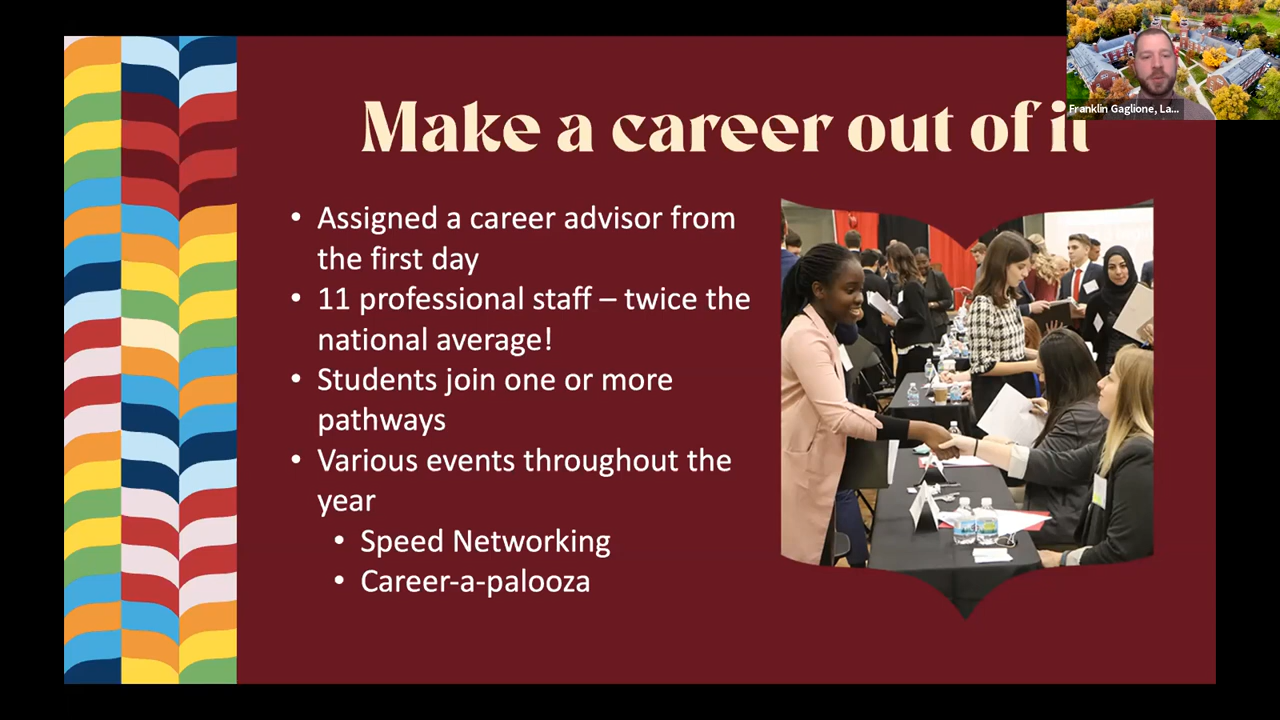 Franklin Gaglione, La...
Make a career out of it
• Assigned a career advisor from
the first day
• 11 professional staff – twice the
national average!
• Students join one or more
pathways
• Various events throughout the
year
• Speed Networking
• Career-a-palooza